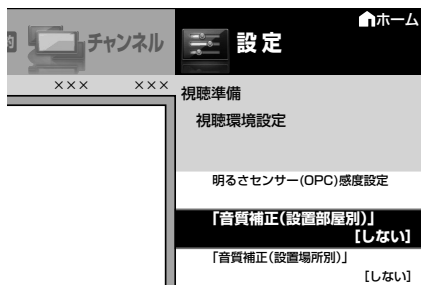 ホーム
的 チャンネル 設定
××× ×××
視聴準備
視聴環境設定
明るさセンサー(OPC)感度設定
「音質補正(設置部屋別)」
[しない]
「音質補正(設置場所別)」
[しない]